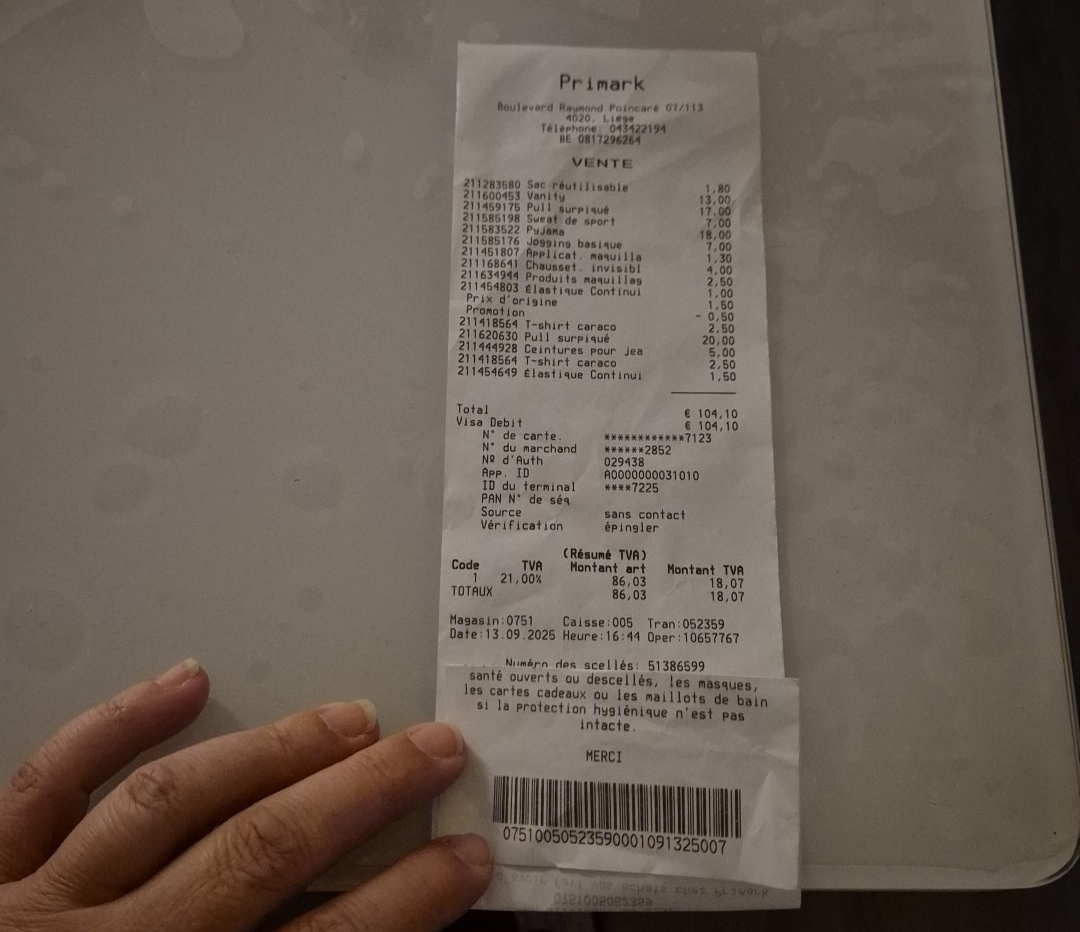 Primark
Boulevard Raymond Poincaré 07/113
4020, Liege
Téléphone: 043422194
BE 0817296264
VENTE
211283580 Sac réutilisable 1,80
211600453 Vanity 13,00
211459175 Pull surpiqué 17,00
211585198 Sweat de sport 7,00
211583522 Pyjama 18,00
211585176 Jogging basique 7,00
211451807 Applicat. maquilla 1,30
211168641 Chausset. invisibl 4,00
211634944 Produits maquillag 2,50
211454803 Élastique Continui 1,00
Prix d'origine 1,50
Promotion - 0,50
211418564 T-shirt caraco 2,50
211620630 Pull surpiqué 20,00
211444928 Ceintures pour jea 5,00
211418564 T-shirt caraco 2,50
211454649 Élastique Continui 1,50
Total € 104,10
Visa Debit € 104,10
N° de carte. ************7123
N° du marchand ******2852
Nº d'Auth 029438
App. ID A0000000031010
ID du terminal ****7225
PAN N° de séq
Source sans contact
Vérification épingler
(Résumé TVA)
Code TVA Montant art Montant TVA
1 21,00% 86,03 18,07
TOTAUX 86,03 18,07
Magasin:0751 Caisse:005 Tran:052359
Date:13.09.2025 Heure:16:44 Oper:10657767
Numéro des scellés: 51386599
santé ouverts ou descellés, les masques,
les cartes cadeaux ou les maillots de bain
si la protection hygiénique n'est pas
intacte.
MERCI
07510050523590001091325007